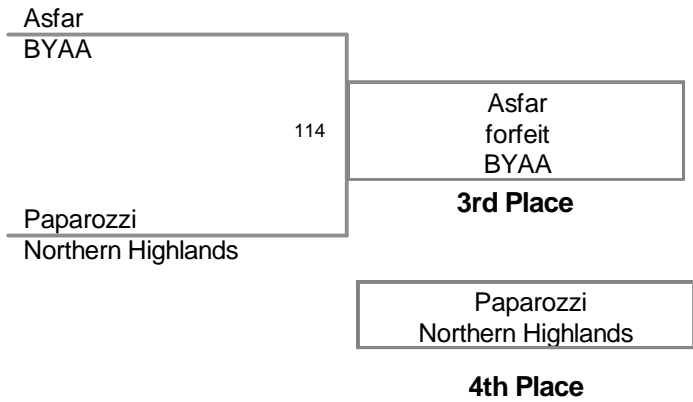 Asfar
BYAA
114
Asfar
forfeit
BYAA
3rd Place
Paparozzi
Northern Highlands
Paparozzi
Northern Highlands
4th Place